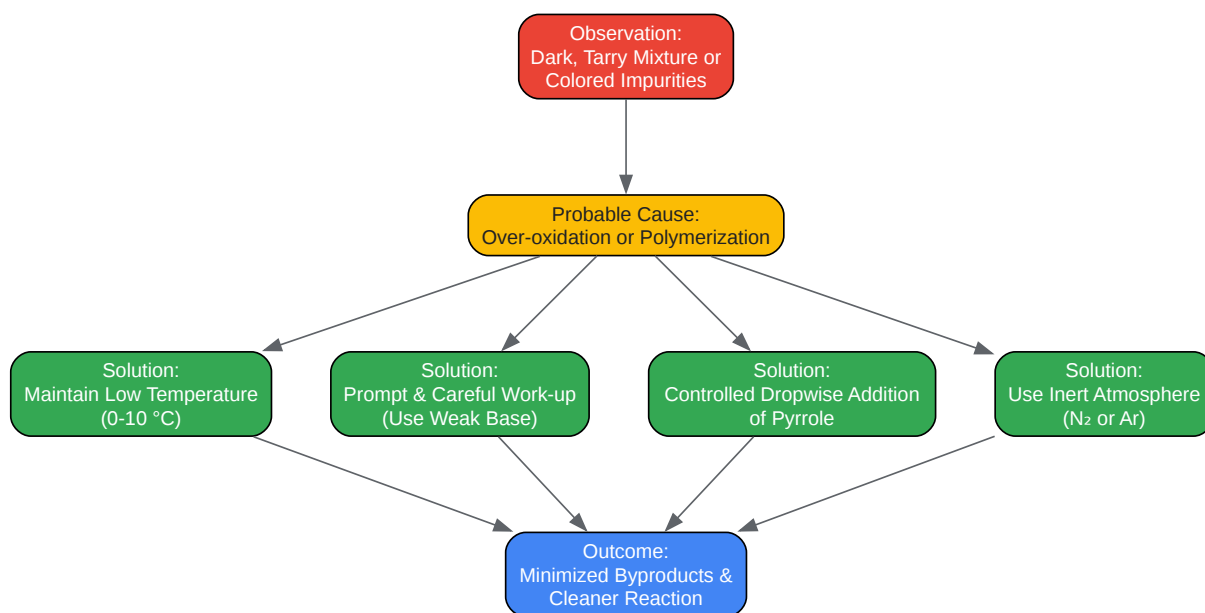 Observation:
Dark, Tarry Mixture or
Colored Impurities
Probable Cause:
Over-oxidation or Polymerization
Solution:
Maintain Low Temperature
(0-10 °C)
Solution:
Prompt & Careful Work-up
(Use Weak Base)
Solution:
Controlled Dropwise Addition
of Pyrrole
Solution:
Use Inert Atmosphere
(N₂ or Ar)
Outcome:
Minimized Byproducts &
Cleaner Reaction